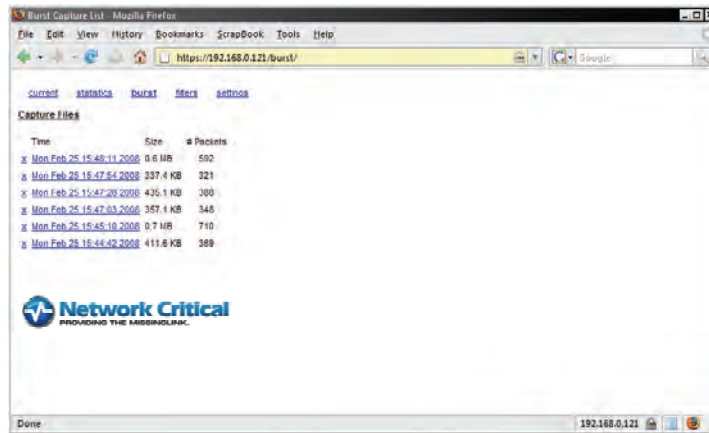 Burst Capture List - Mozilla Firefox
File Edit View History Bookmarks ScrapBook Tools Help
https://192.168.0.121/burst/
Google
current statistics burst filters settings
Capture Files
Time Size # Packets
x Mon Feb 25 15:48:11 2008 0.6 MB 592
x Mon Feb 25 15:47:54 2008 337.4 KB 321
x Mon Feb 25 15:47:28 2008 435.1 KB
x Mon Feb 25 15:47:03 2008 357.1 KB 348
x Mon Feb 25 15:45:10 2008 0.7 MB 710
x Mon Feb 25 15:44:42 2008 411.6 KB 389
Network Critical
PROVIDING THE MISSINGLINK.
Done
192.168.0.121